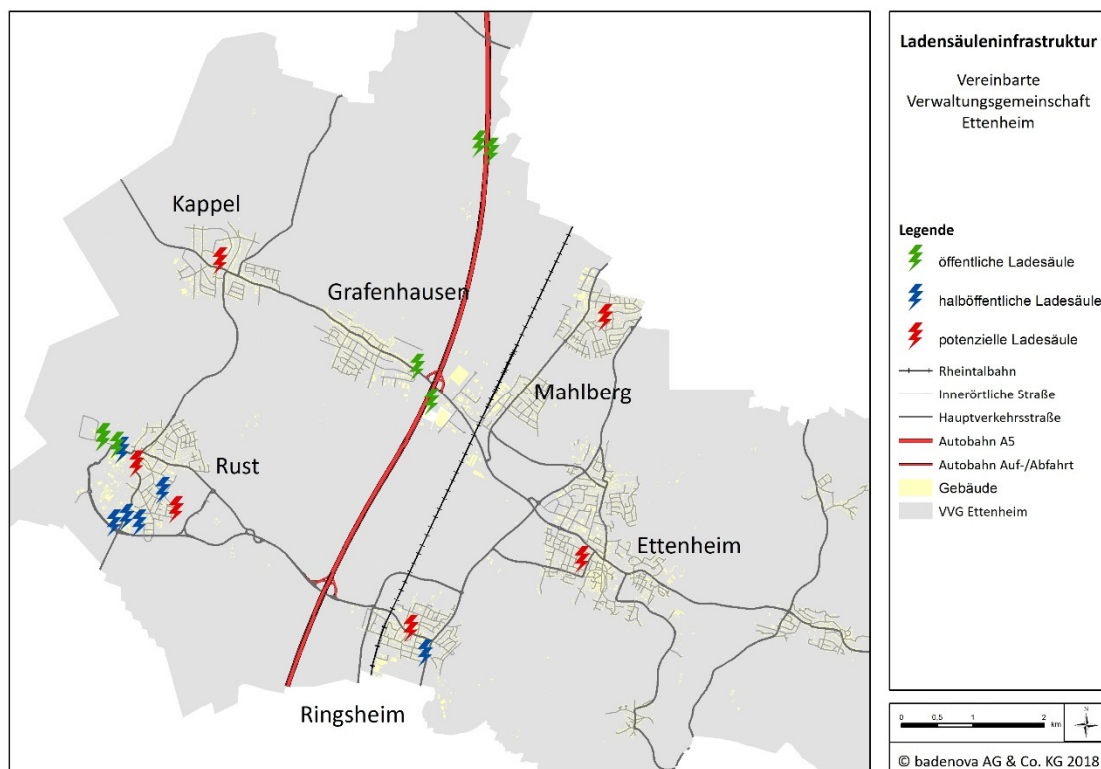 Kappel
Grafenhausen
Mahlberg
Rust
Ettenheim
Ringsheim
Ladensäuleninfrastruktur
Vereinbarte
Verwaltungsgemeinschaft
Ettenheim
Legende
öffentliche Ladesäule
halböffentliche Ladesäule
potenzielle Ladesäule
Rheintalbahn
Innerörtliche Straße
Hauptverkehrsstraße
Autobahn A5
Autobahn Auf-/Abfahrt
Gebäude
VVG Ettenheim
0 0,5 1 2
km
N
© badenova AG & Co. KG 2018